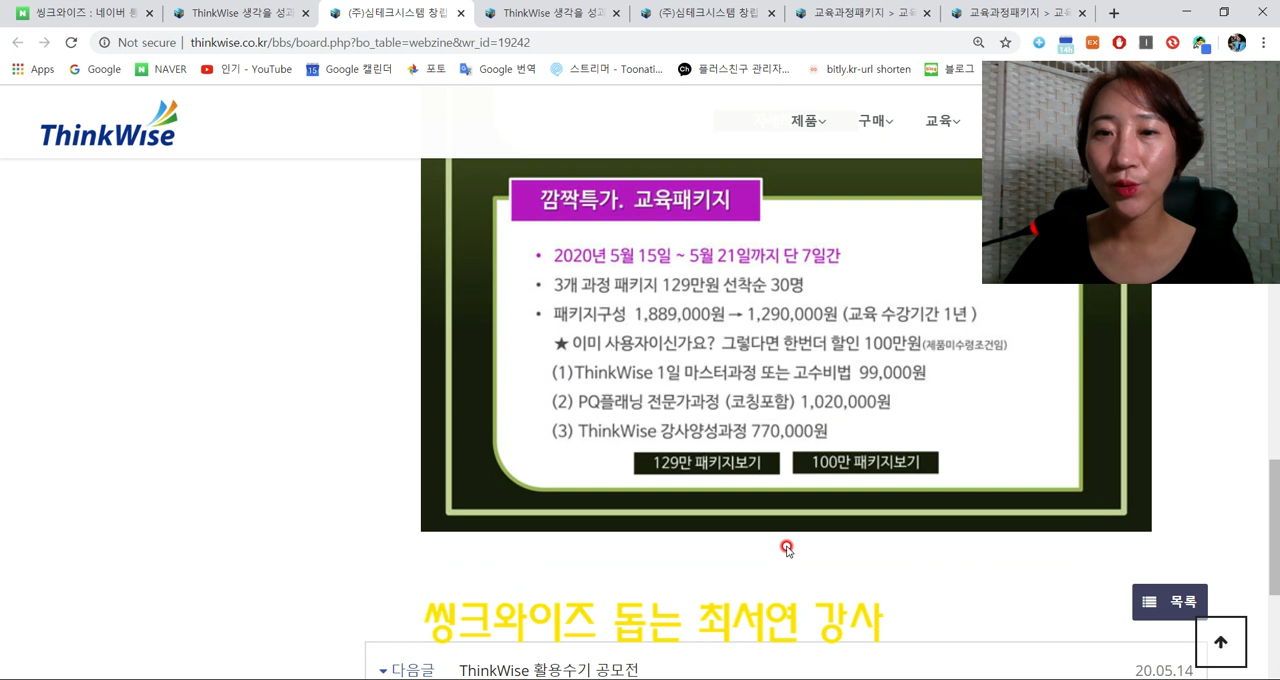 씽크와이즈 : 네이버 통
ThinkWise 생각을 성과
(주)심테크시스템 창립
ThinkWise 생각을 성과
(주)심테크시스템 창립
교육과정패키지 > 교육
교육과정패키지 > 교육
Not secure | thinkwise.co.kr/bbs/board.php?bo_table=webzine&wr_id=19242
Apps
Google
NAVER
인기 - YouTube
Google 캘린더
포토
Google 번역
스트리머 - Toonati...
플러스친구 관리자...
bitly.kr-url shorten
블로그
ThinkWise
제품
구매
교육
깜짝특가. 교육패키지
• 2020년 5월 15일 ~ 5월 21일까지 단 7일간
• 3개 과정 패키지 129만원 선착순 30명
• 패키지구성 1,889,000원 → 1,290,000원 (교육 수강기간 1년 )
★ 이미 사용자이신가요? 그렇다면 한번더 할인 100만원(제품미수령조건임)
(1)ThinkWise 1일 마스터과정 또는 고수비법 99,000원
(2) PQ플래닝 전문가과정 (코칭포함) 1,020,000원
(3) ThinkWise 강사양성과정 770,000원
129만 패키지보기
100만 패키지보기
씽크와이즈 돕는 최서연 강사
목록
다음글
ThinkWise 활용수기 공모전
20.05.14